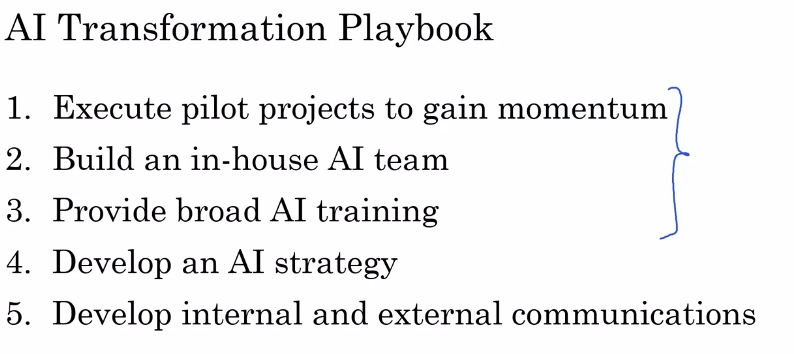 AI Transformation Playbook
1. Execute pilot projects to gain momentum
2. Build an in-house AI team
3. Provide broad AI training
4. Develop an AI strategy
5. Develop internal and external communications